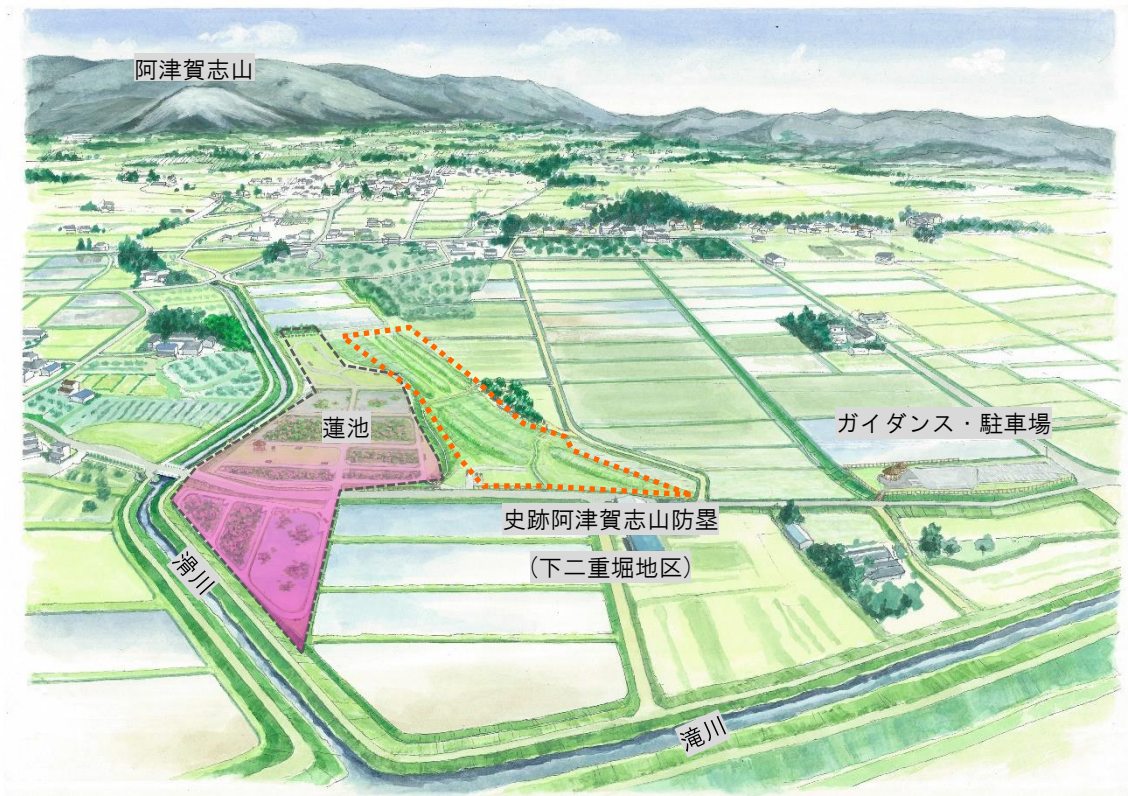 阿津賀志山
蓮池
ガイダンス・駐車場
史跡阿津賀志山防塁
(下二重堀地区)
滑川
滝川